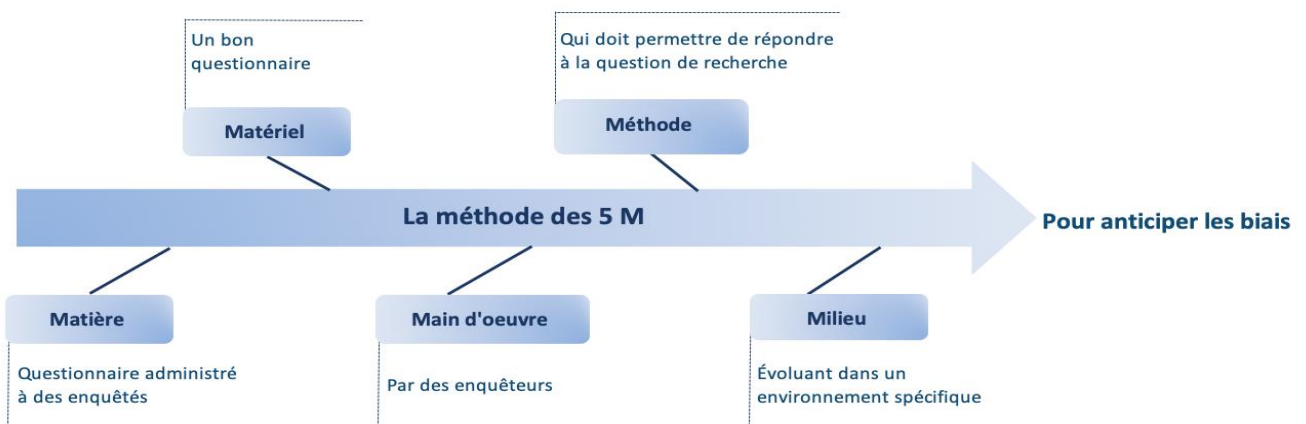 Un bon
questionnaire
Matériel
Qui doit permettre de répondre
à la question de recherche
Méthode
La méthode des 5 M
Pour anticiper les biais
Matière
Questionnaire administré
à des enquêtés
Main d'oeuvre
Par des enquêteurs
Milieu
Évoluant dans un
environnement spécifique